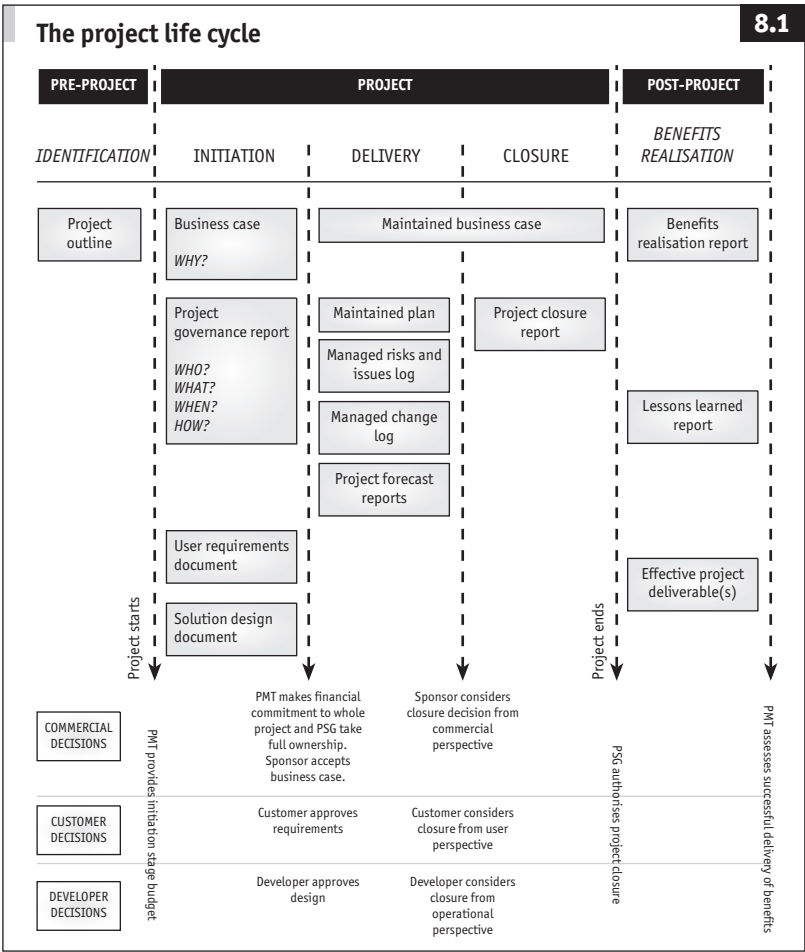 The project life cycle
8.1
PRE-PROJECT
PROJECT
POST-PROJECT
IDENTIFICATION
INITIATION
DELIVERY
CLOSURE
BENEFITS
REALISATION
Project
outline
Business case
WHY?
Maintained business case
Benefits
realisation report
Project
governance report
WHO?
WHAT?
WHEN?
HOW?
Maintained plan
Managed risks and
issues log
Managed change
log
Project forecast
reports
Project closure
report
Lessons learned
report
User requirements
document
Solution design
document
Effective project
deliverable(s)
Project starts
Project ends
COMMERCIAL
DECISIONS
PMT provides initiation stage budget
PMT makes financial
commitment to whole
project and PSG take
full ownership.
Sponsor accepts
business case.
Sponsor considers
closure decision from
commercial
perspective
PSG authorises project closure
PMT assesses successful delivery of benefits
CUSTOMER
DECISIONS
Customer approves
requirements
Customer considers
closure from user
perspective
DEVELOPER
DECISIONS
Developer approves
design
Developer considers
closure from
operational
perspective